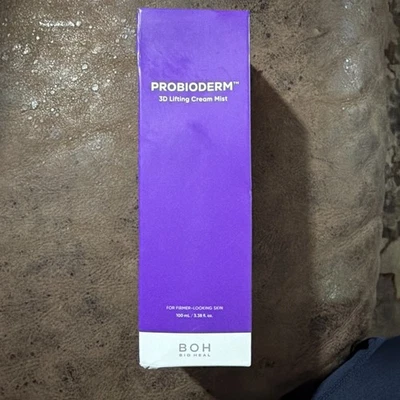 PROBIODERM™
3D Lifting Cream Mist
FOR FIRMER-LOOKING SKIN
100 mL / 3.38 fl. oz.
BOH
BIO HEAL